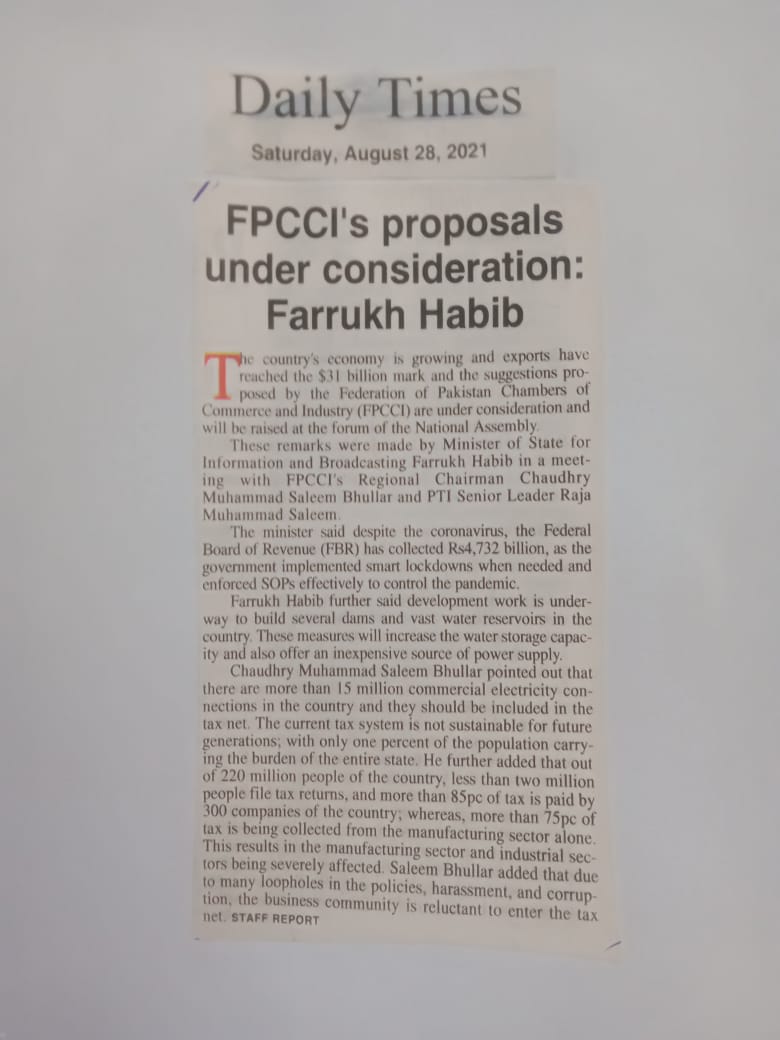 Daily Times
Saturday, August 28, 2021
FPCCI's proposals
under consideration:
Farrukh Habib
The country's economy is growing and exports have
reached the $31 billion mark and the suggestions pro-
posed by the Federation of Pakistan Chambers of
Commerce and Industry (FPCCI) are under consideration and
will be raised at the forum of the National Assembly.
These remarks were made by Minister of State for
Information and Broadcasting Farrukh Habib in a meet-
ing with FPCCI's Regional Chairman Chaudhry
Muhammad Saleem Bhullar and PTI Senior Leader Raja
Muhammad Saleem.
The minister said despite the coronavirus, the Federal
Board of Revenue (FBR) has collected Rs4,732 billion, as the
government implemented smart lockdowns when needed and
enforced SOPs effectively to control the pandemic.
Farrukh Habib further said development work is under-
way to build several dams and vast water reservoirs in the
country. These measures will increase the water storage capac-
ity and also offer an inexpensive source of power supply.
Chaudhry Muhammad Saleem Bhullar pointed out that
there are more than 15 million commercial electricity con-
nections in the country and they should be included in the
tax net. The current tax system is not sustainable for future
generations; with only one percent of the population carry-
ing the burden of the entire state. He further added that out
of 220 million people of the country, less than two million
people file tax returns, and more than 85pc of tax is paid by
300 companies of the country; whereas, more than 75pc of
tax is being collected from the manufacturing sector alone.
This results in the manufacturing sector and industrial sec-
tors being severely affected. Saleem Bhullar added that due
to many loopholes in the policies, harassment, and corrup-
tion, the business community is reluctant to enter the tax
net. STAFF REPORT